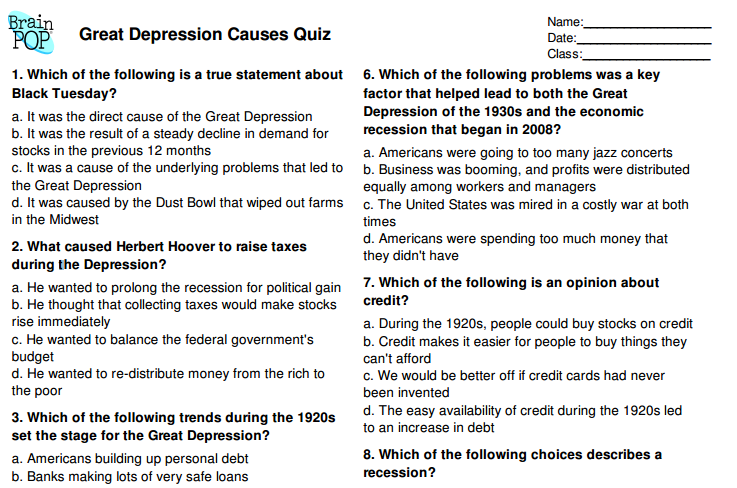 Brain
POP
Great Depression Causes Quiz
Name:
Date:
Class:
1. Which of the following is a true statement about
Black Tuesday?
a. It was the direct cause of the Great Depression
b. It was the result of a steady decline in demand for
stocks in the previous 12 months
c. It was a cause of the underlying problems that led to
the Great Depression
d. It was caused by the Dust Bowl that wiped out farms
in the Midwest
2. What caused Herbert Hoover to raise taxes
during the Depression?
a. He wanted to prolong the recession for political gain
b. He thought that collecting taxes would make stocks
rise immediately
c. He wanted to balance the federal government's
budget
d. He wanted to re-distribute money from the rich to
the poor
3. Which of the following trends during the 1920s
set the stage for the Great Depression?
a. Americans building up personal debt
b. Banks making lots of very safe loans
6. Which of the following problems was a key
factor that helped lead to both the Great
Depression of the 1930s and the economic
recession that began in 2008?
a. Americans were going to too many jazz concerts
b. Business was booming, and profits were distributed
equally among workers and managers
c. The United States was mired in a costly war at both
times
d. Americans were spending too much money that
they didn't have
7. Which of the following is an opinion about
credit?
a. During the 1920s, people could buy stocks on credit
b. Credit makes it easier for people to buy things they
can't afford
c. We would be better off if credit cards had never
been invented
d. The easy availability of credit during the 1920s led
to an increase in debt
8. Which of the following choices describes a
recession?